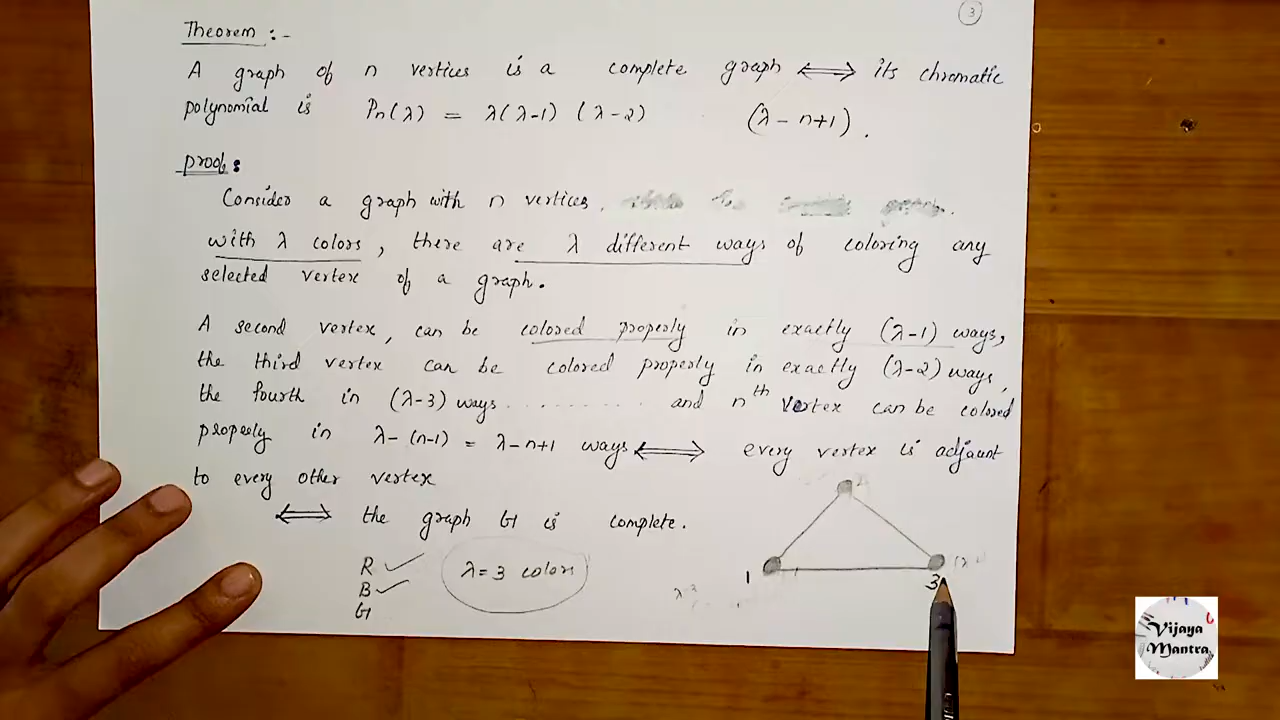 3
Theorem :-
A graph of n vertices is a complete graph ⟺ its chromatic
polynomial is Pn(λ) = λ(λ-1) (λ-2) (λ-n+1).
Proof:
Consider a graph with n vertices.
with λ colors, there are λ different ways of coloring any
selected vertex of a graph.
A second vertex, can be colored properly in exactly (λ-1) ways,
the third vertex can be colored properly in exactly (λ-2) ways,
the fourth in (λ-3) ways .......... and nth vertex can be colored
properly in λ-(n-1) = λ-n+1 ways ⟺ every vertex is adjaunt
to every other vertex
⟺ the graph G is complete.
R ✓
B ✓
G
λ=3 colors
1
3
Vijaya
Mantra